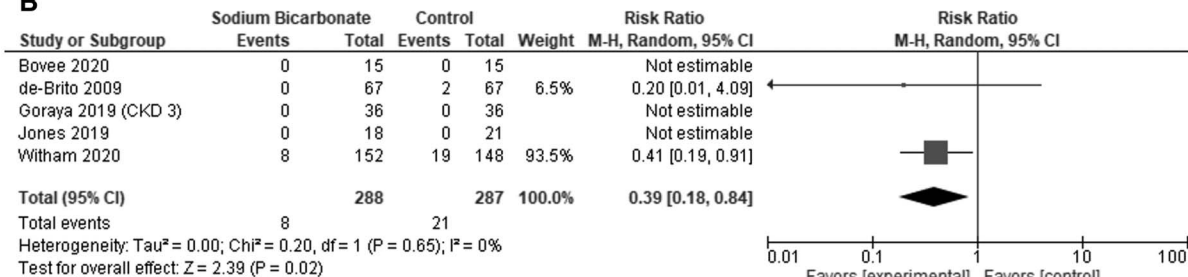 B
Sodium Bicarbonate Control Risk Ratio Risk Ratio
Study or Subgroup Events Total Events Total Weight M-H, Random, 95% CI M-H, Random, 95% CI
Bovee 2020 0 15 0 15 Not estimable
de-Brito 2009 0 67 2 67 6.5% 0.20 [0.01, 4.09]
Goraya 2019 (CKD 3) 0 36 0 36 Not estimable
Jones 2019 0 18 0 21 Not estimable
Witham 2020 8 152 19 148 93.5% 0.41 [0.19, 0.91]
Total (95% CI) 288 287 100.0% 0.39 [0.18, 0.84]
Total events 8 21
Heterogeneity: Tau² = 0.00; Chi² = 0.20, df = 1 (P = 0.65); I² = 0%
Test for overall effect: Z = 2.39 (P = 0.02)
0.01 0.1 1 10 100
Favors [experimental] Favors [control]